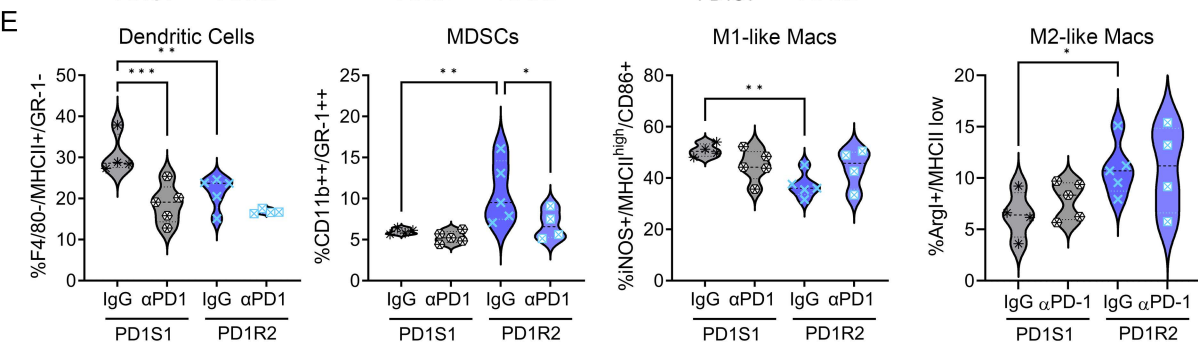 E
Dendritic Cells
%F4/80-/MHCII+/GR-1-
50
40
30
20
10
0
**
***
IgG αPD1 IgG αPD1
PD1S1 PD1R2
MDSCs
%CD11b++/GR-1++
25
20
15
10
5
0
** *
IgG αPD1 IgG αPD1
PD1S1 PD1R2
M1-like Macs
%iNOS+/MHCIIhigh/CD86+
80
60
40
20
0
**
IgG αPD1 IgG αPD1
PD1S1 PD1R2
M2-like Macs
%ArgI+/MHCII low
20
15
10
5
0
*
IgG αPD-1 IgG αPD-1
PD1S1 PD1R2